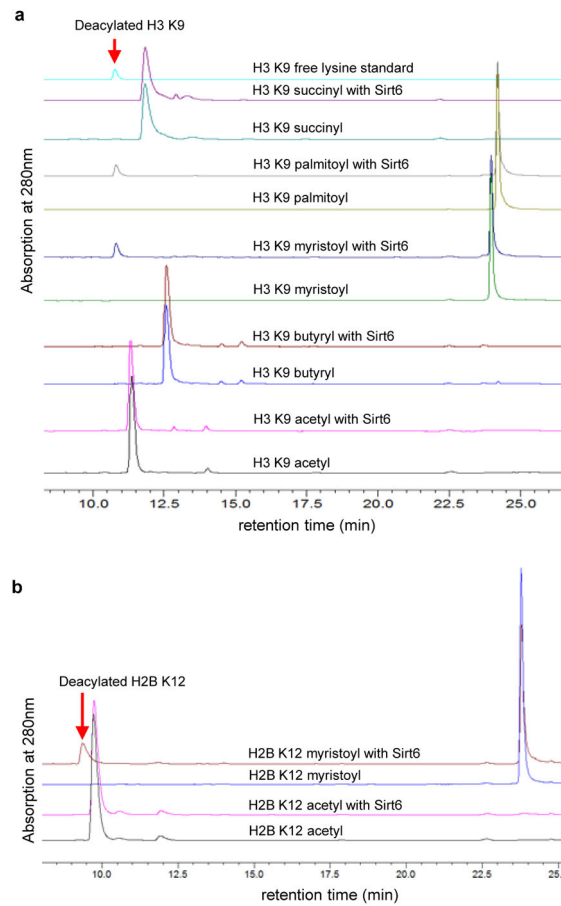 a
Deacylated H3 K9
H3 K9 free lysine standard
H3 K9 succinyl with Sirt6
H3 K9 succinyl
H3 K9 palmitoyl with Sirt6
H3 K9 palmitoyl
H3 K9 myristoyl with Sirt6
H3 K9 myristoyl
H3 K9 butyryl with Sirt6
H3 K9 butyryl
H3 K9 acetyl with Sirt6
H3 K9 acetyl
Absorption at 280nm
10.0 12.5 15.0 17.5 20.0 22.5 25.0
retention time (min)
b
Deacylated H2B K12
H2B K12 myristoyl with Sirt6
H2B K12 myristoyl
H2B K12 acetyl with Sirt6
H2B K12 acetyl
Absorption at 280nm
10.0 12.5 15.0 17.5 20.0 22.5 25.
retention time (min)